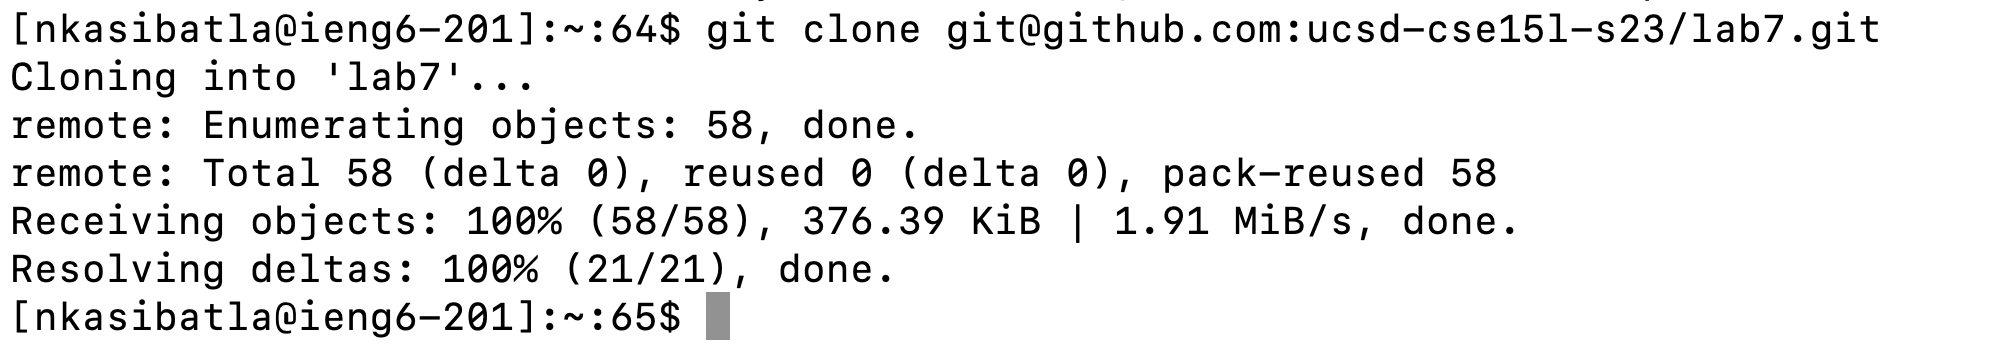 [nkasibatla@ieng6-201]:~:64$ git clone git@github.com:ucsd-cse15l-s23/lab7.git
Cloning into 'lab7'...
remote: Enumerating objects: 58, done.
remote: Total 58 (delta 0), reused 0 (delta 0), pack-reused 58
Receiving objects: 100% (58/58), 376.39 KiB | 1.91 MiB/s, done.
Resolving deltas: 100% (21/21), done.
[nkasibatla@ieng6-201]:~:65$